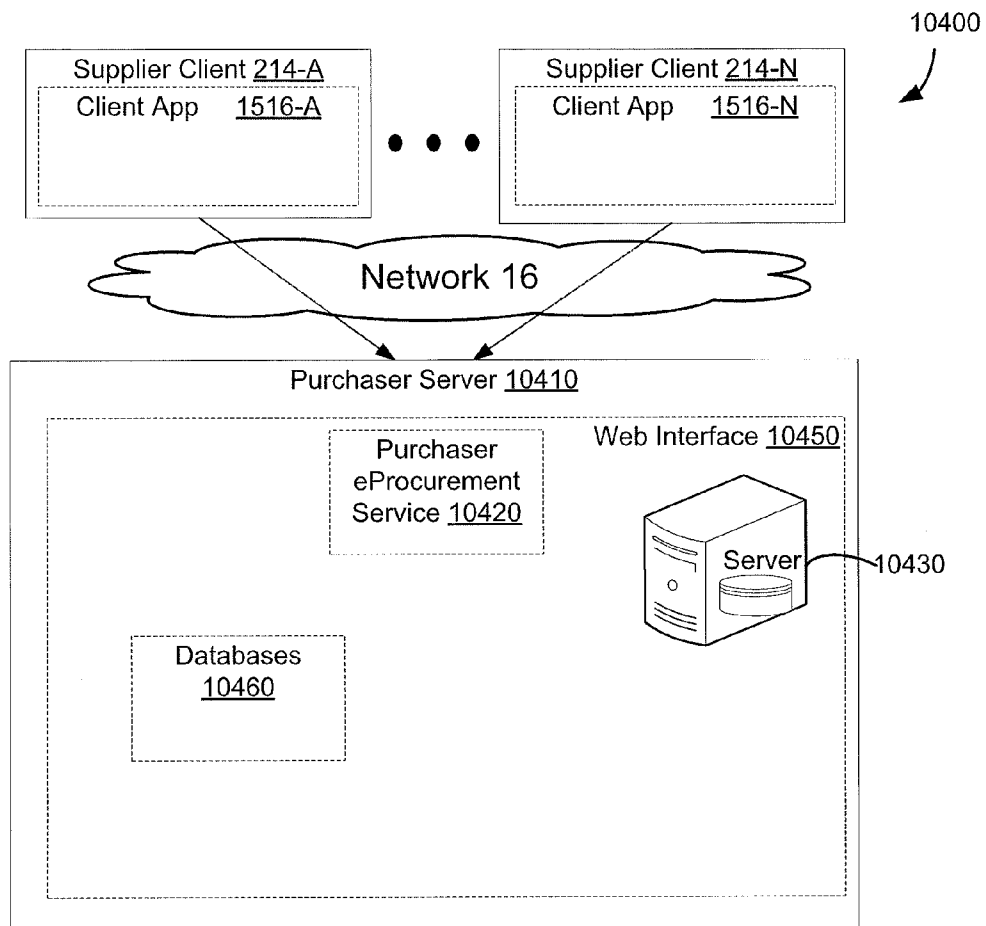 10400
Supplier Client 214-A
Client App 1516-A
Supplier Client 214-N
Client App 1516-N
Network 16
Purchaser Server 10410
Web Interface 10450
Purchaser
eProcurement
Service 10420
Server
10430
Databases
10460